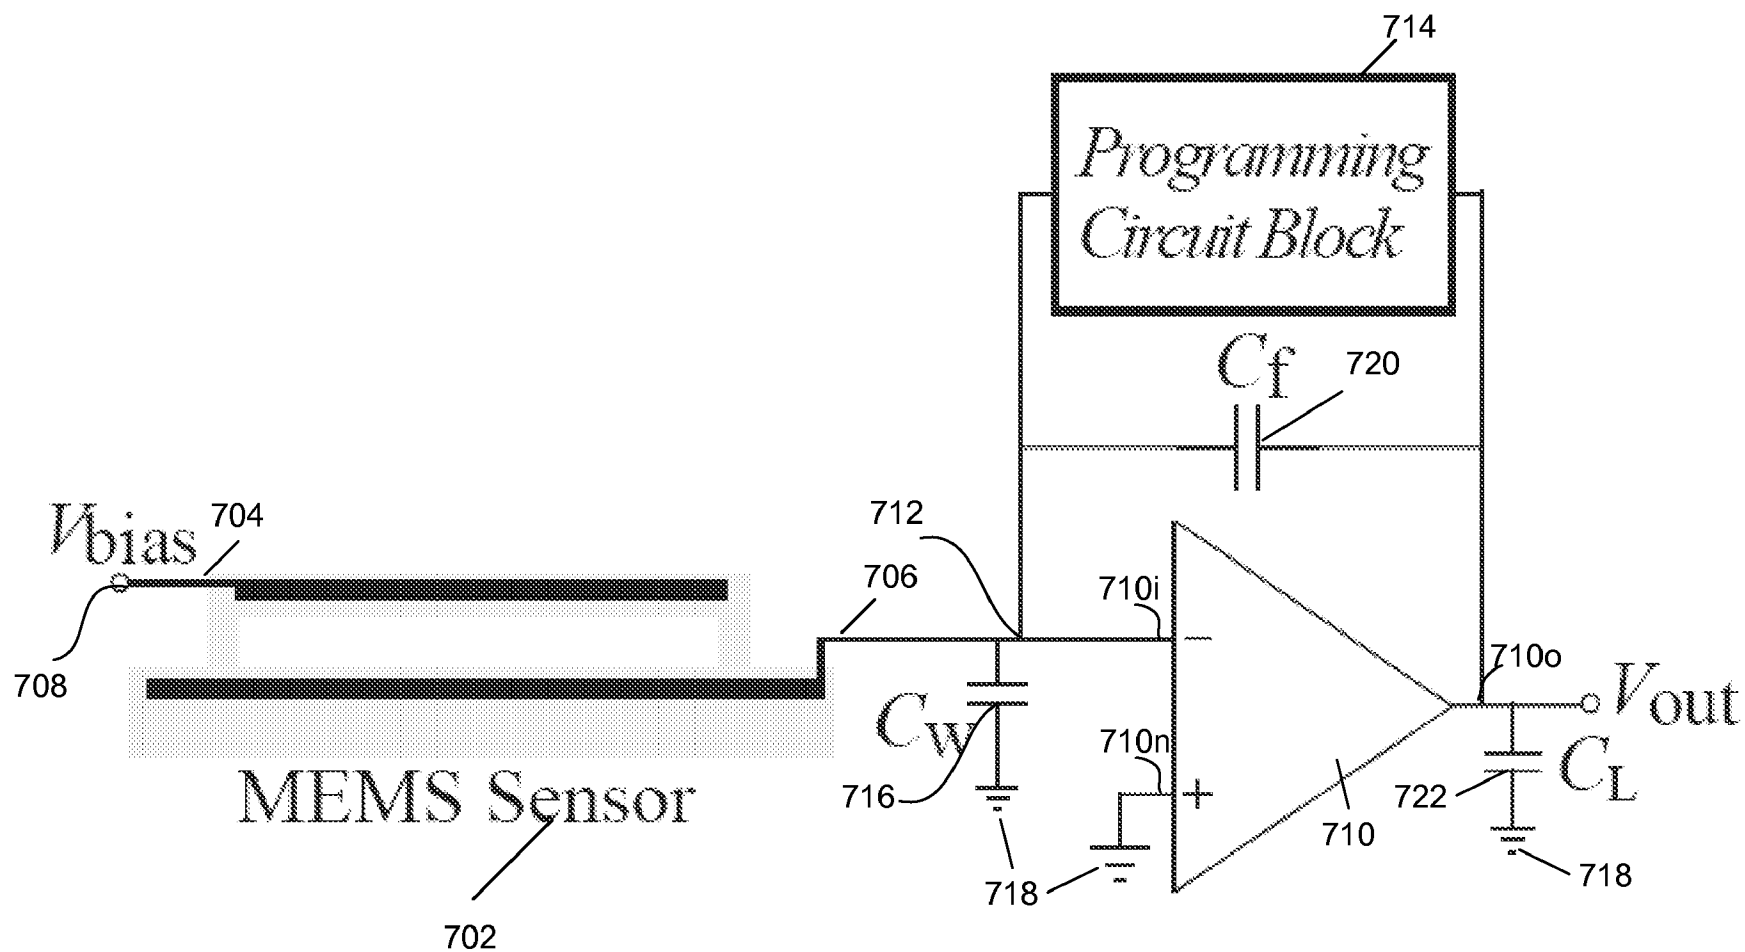 714
Programming
Circuit Block
Cf
720
Vbias
704
712
706
710i
−
708
710o
Vout
Cw
710n
716
+
CL
722
MEMS Sensor
710
718
718
702